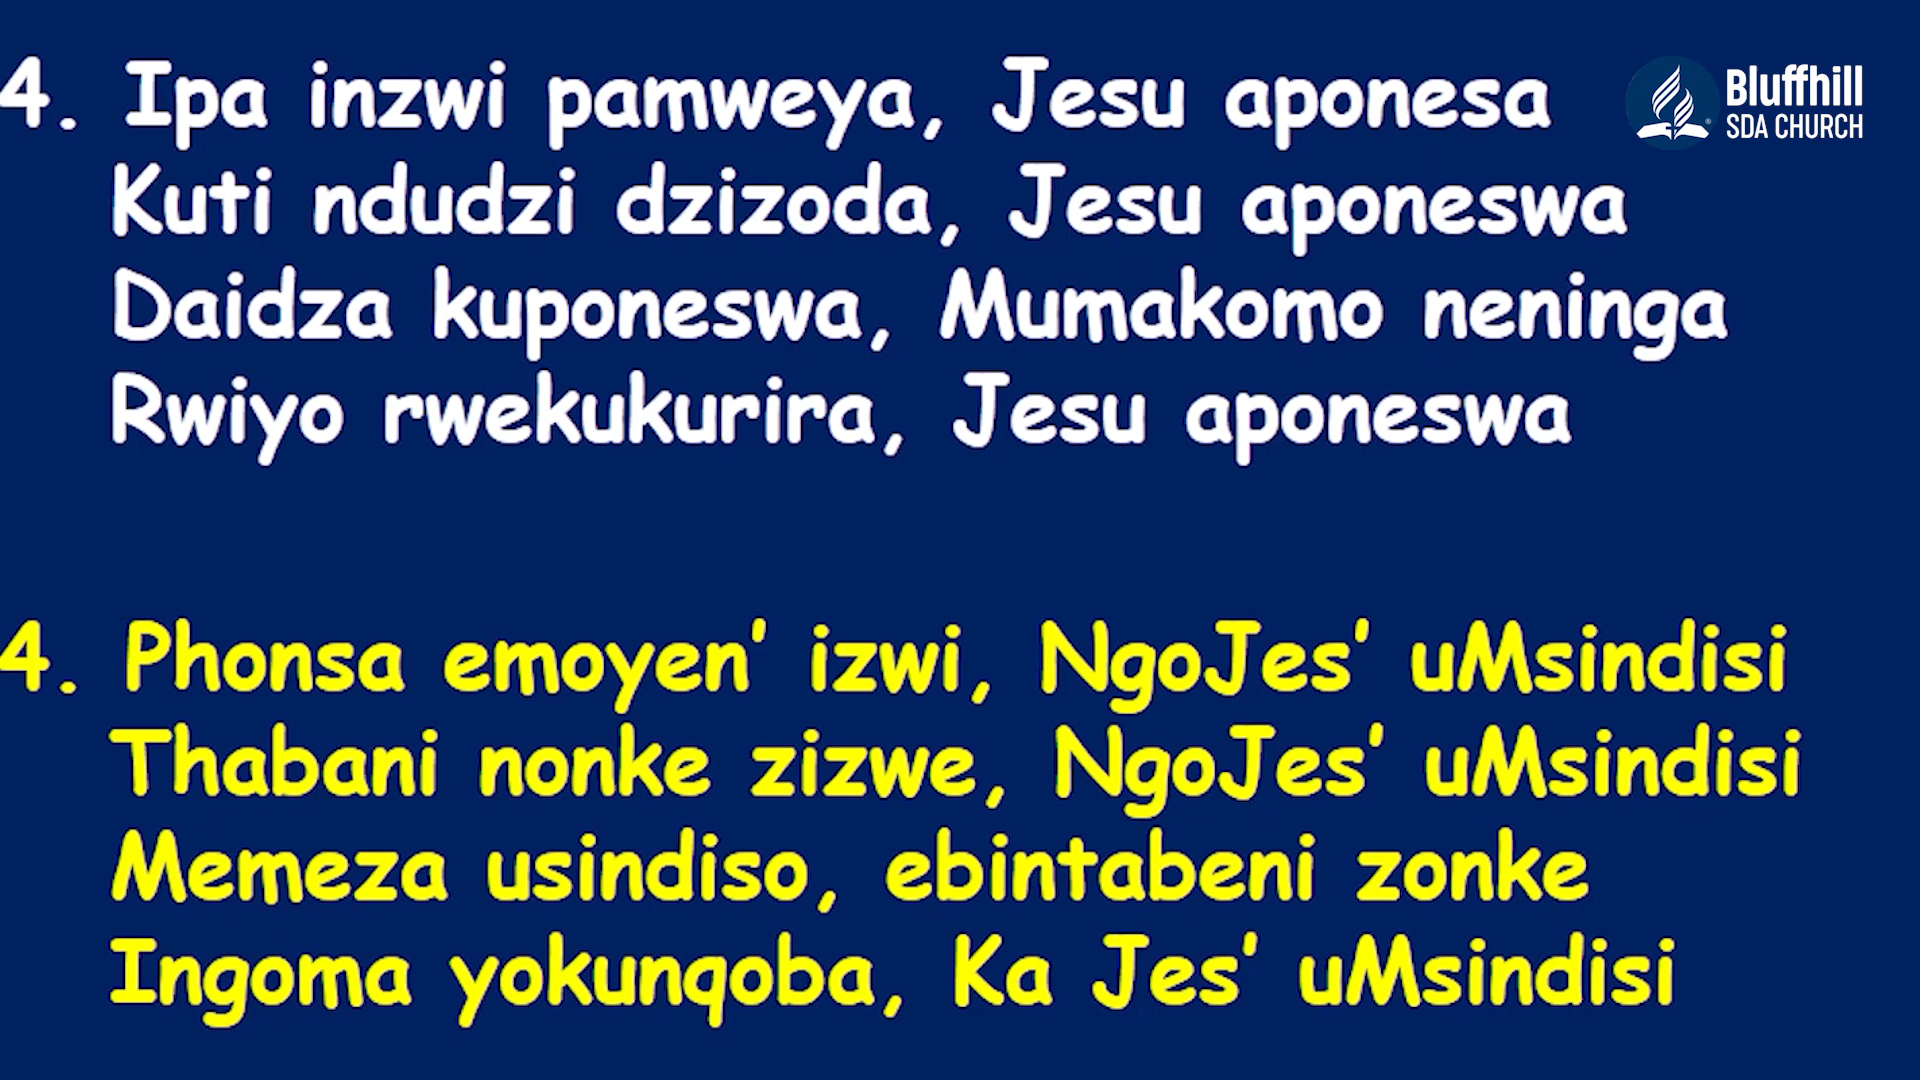 4. Ipa inzwi pamweya, Jesu aponesa
Kuti ndudzi dzizoda, Jesu aponeswa
Daidza kuponeswa, Mumakomo neninga
Rwiyo rwekukurira, Jesu aponeswa
4. Phonsa emoyen' izwi, NgoJes' uMsindisi
Thabani nonke zizwe, NgoJes' uMsindisi
Memeza usindiso, ebintabeni zonke
Ingoma yokunqoba, Ka Jes' uMsindisi
Bluffhill
SDA CHURCH